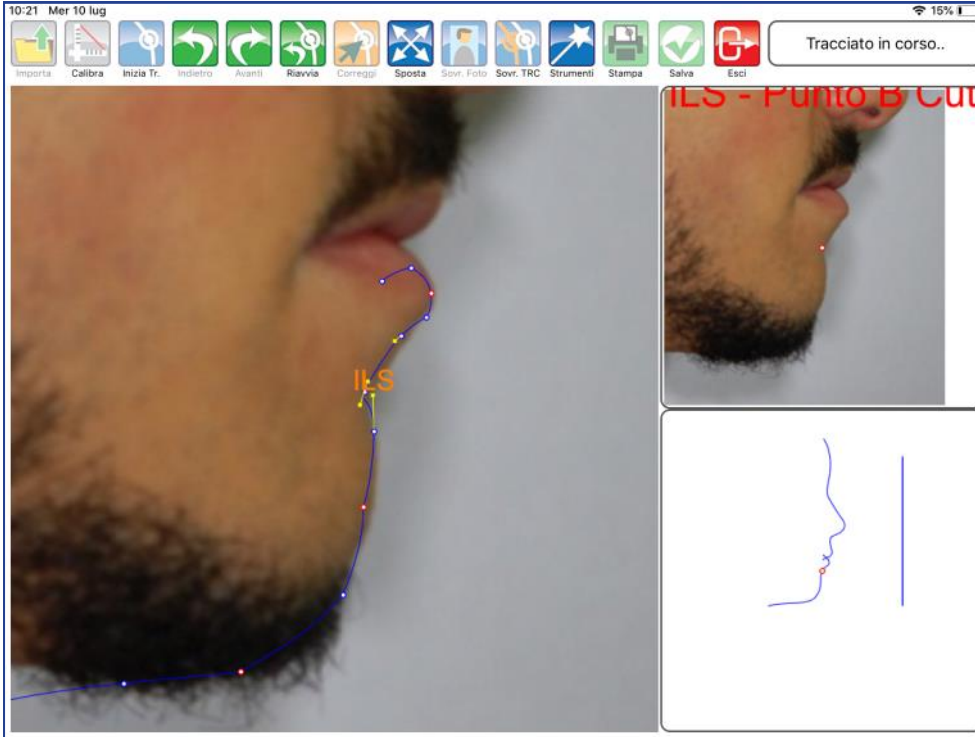 10:21 Mer 10 lug 15%
Importa Calibra Inizia Tr. Indietro Avanti Riavvia Correggi Sposta Sovr. Foto Sovr. TRC Strumenti Stampa Salva Esci
Tracciato in corso..
ILS - Punto B Cut
ILS